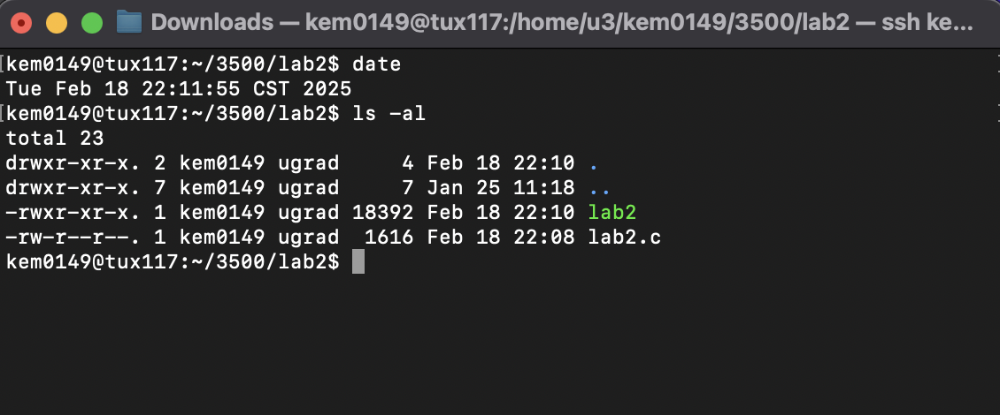 Downloads — kem0149@tux117:/home/u3/kem0149/3500/lab2 — ssh ke...
[kem0149@tux117:~/3500/lab2$ date
Tue Feb 18 22:11:55 CST 2025
[kem0149@tux117:~/3500/lab2$ ls -al
total 23
drwxr-xr-x. 2 kem0149 ugrad     4 Feb 18 22:10 .
drwxr-xr-x. 7 kem0149 ugrad     7 Jan 25 11:18 ..
-rwxr-xr-x. 1 kem0149 ugrad 18392 Feb 18 22:10 lab2
-rw-r--r--. 1 kem0149 ugrad  1616 Feb 18 22:08 lab2.c
kem0149@tux117:~/3500/lab2$